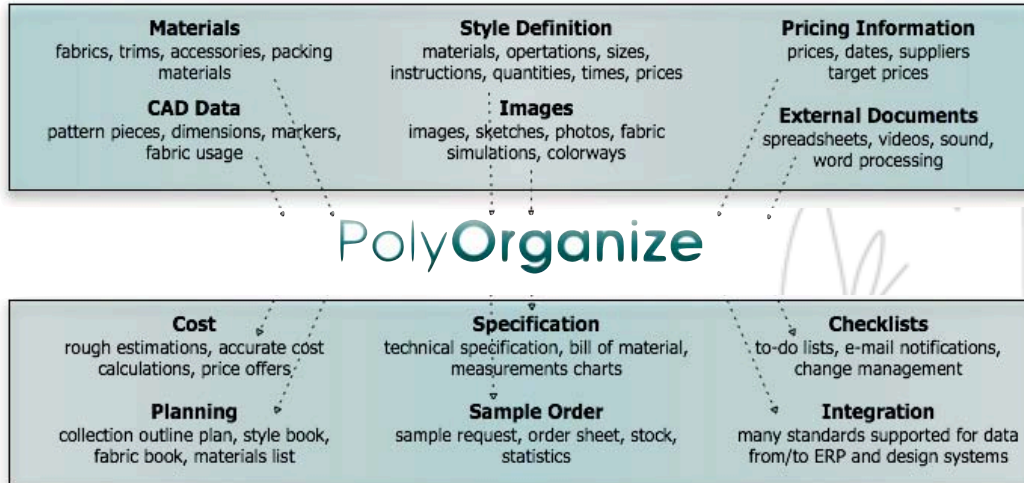 Materials
fabrics, trims, accessories, packing
materials
CAD Data
pattern pieces, dimensions, markers,
fabric usage
Style Definition
materials, opertations, sizes,
instructions, quantities, times, prices
Images
images, sketches, photos, fabric
simulations, colorways
Pricing Information
prices, dates, suppliers
target prices
External Documents
spreadsheets, videos, sound,
word processing
PolyOrganize
Cost
rough estimations, accurate cost
calculations, price offers
Planning
collection outline plan, style book,
fabric book, materials list
Specification
technical specification, bill of material,
measurements charts
Sample Order
sample request, order sheet, stock,
statistics
Checklists
to-do lists, e-mail notifications,
change management
Integration
many standards supported for data
from/to ERP and design systems